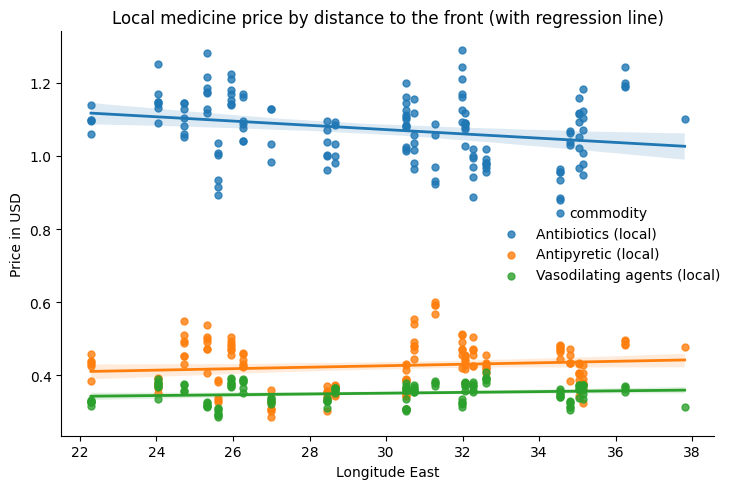 Local medicine price by distance to the front (with regression line)
Price in USD
1.2
1.0
0.8
0.6
0.4
commodity
Antibiotics (local)
Antipyretic (local)
Vasodilating agents (local)
22 24 26 28 30 32 34 36 38
Longitude East